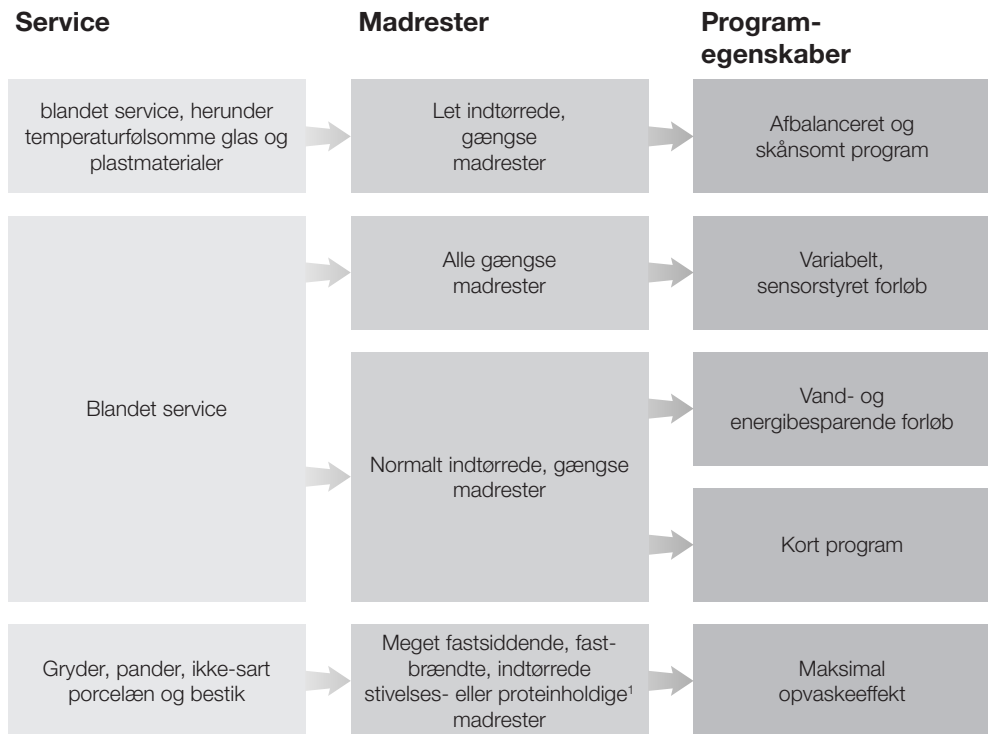 Service
Madrester
Program-
egenskaber
blandet service, herunder
temperaturfølsomme glas og
plastmaterialer
Let indtørrede,
gængse
madrester
Afbalanceret og
skånsomt program
Blandet service
Alle gængse
madrester
Variabelt,
sensorstyret forløb
Normalt indtørrede, gængse
madrester
Vand- og
energibesparende forløb
Kort program
Gryder, pander, ikke-sart
porcelæn og bestik
Meget fastsiddende, fast-
brændte, indtørrede
stivelses- eller proteinholdige¹
madrester
Maksimal
opvaskeeffekt